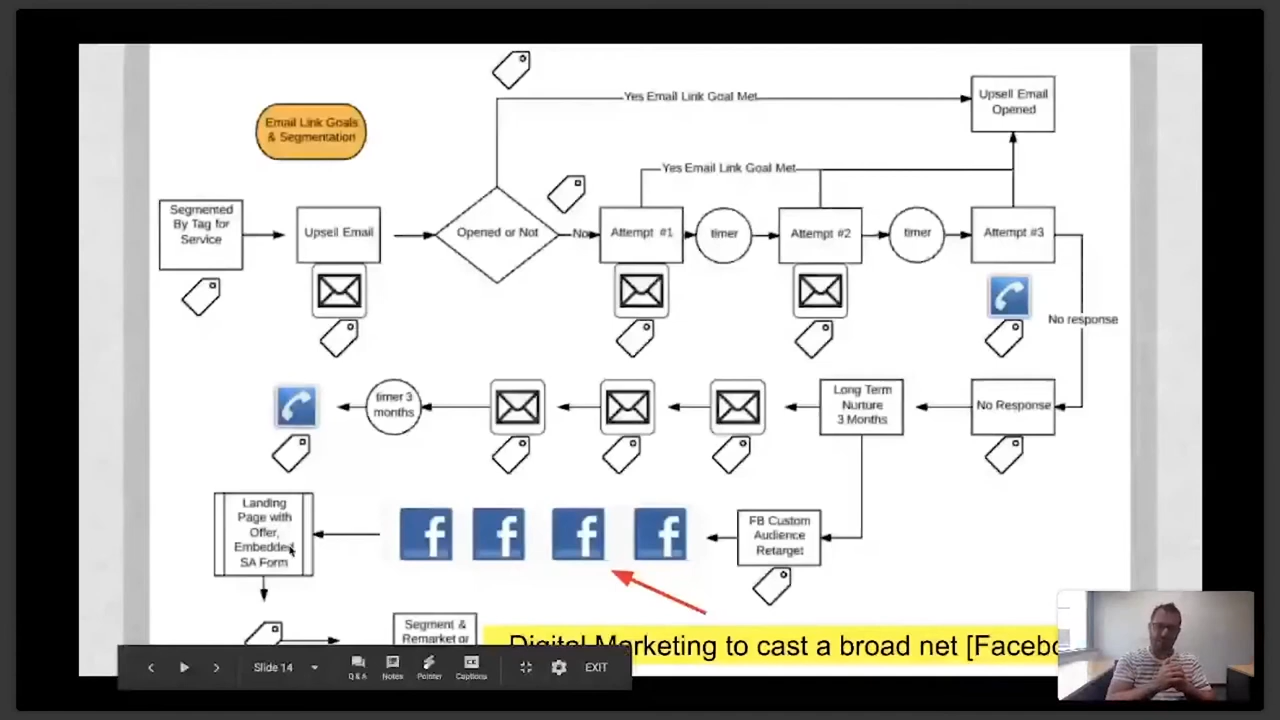 Yes Email Link Goal Met
Upsell Email
Opened
Email Link Goals
& Segmentation
Yes Email Link Goal Met
Segmented
By Tag for
Service
Upsell Email
Opened or Not
No
Attempt #1
timer
Attempt #2
timer
Attempt #3
No response
timer 3
months
Long Term
Nurture
3 Months
No Response
Landing
Page with
Offer,
Embedded
SA Form
f
f
f
f
FB Custom
Audience
Retarget
Segment &
Remarket or
Digital Marketing to cast a broad net [Facebo
Slide 14
Q & A
Notes
Pointer
Captions
EXIT